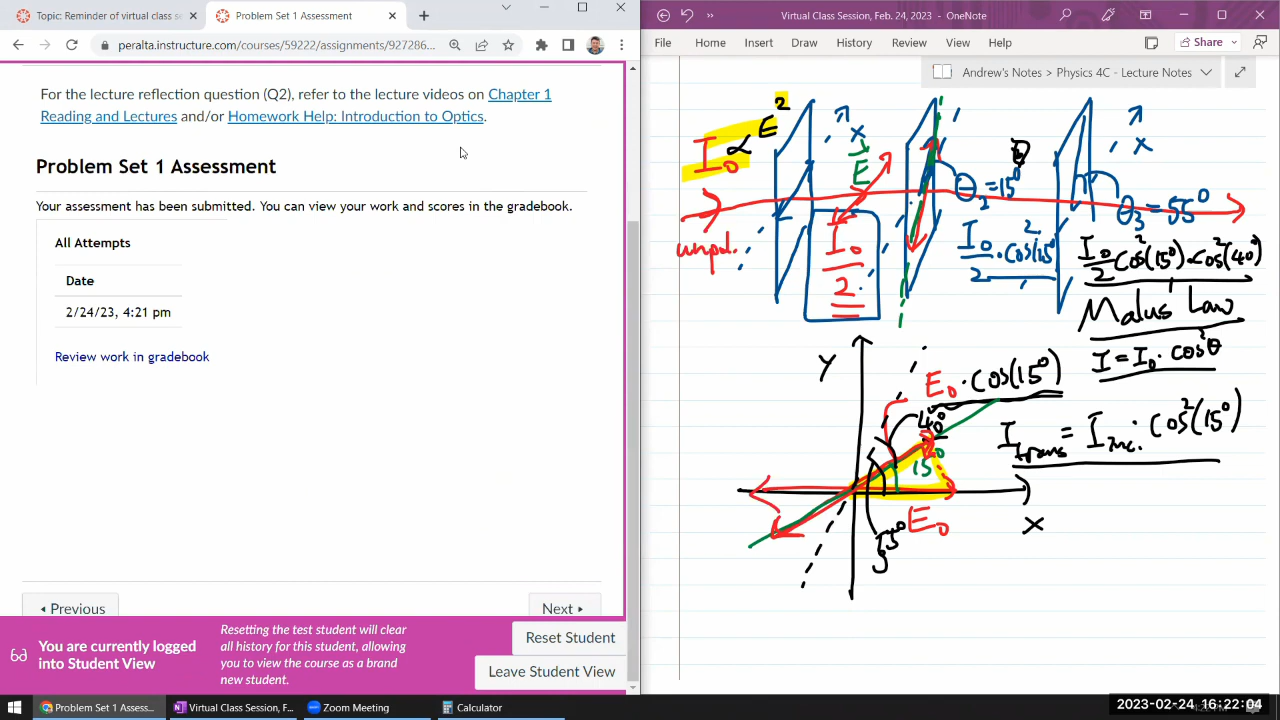 Topic: Reminder of virtual class se
Problem Set 1 Assessment
peralta.instructure.com/courses/59222/assignments/927286...
For the lecture reflection question (Q2), refer to the lecture videos on Chapter 1
Reading and Lectures and/or Homework Help: Introduction to Optics.
Problem Set 1 Assessment
Your assessment has been submitted. You can view your work and scores in the gradebook.
All Attempts
Date
2/24/23, 4:21 pm
Review work in gradebook
Previous
Next
You are currently logged
into Student View
Resetting the test student will clear
all history for this student, allowing
you to view the course as a brand
new student.
Reset Student
Leave Student View
Virtual Class Session, Feb. 24, 2023 - OneNote
File Home Insert Draw History Review View Help Share
Andrew's Notes > Physics 4C - Lecture Notes
I₀ ∝ E²
unpol.
x
E
I₀/2
θ₂ = 15°
I₀/2 · cos²(15°)
x
θ₃ = 55°
I₀/2 cos²(15°) · cos²(40°)
Malus Law
I = I₀ · cos²θ
y
E₀ · cos(15°)
40°
15°
I trans = I inc · cos²(15°)
E₀
55°
x
Problem Set 1 Assess...
Virtual Class Session, F...
Zoom Meeting
Calculator
2023-02-24 16:22:04